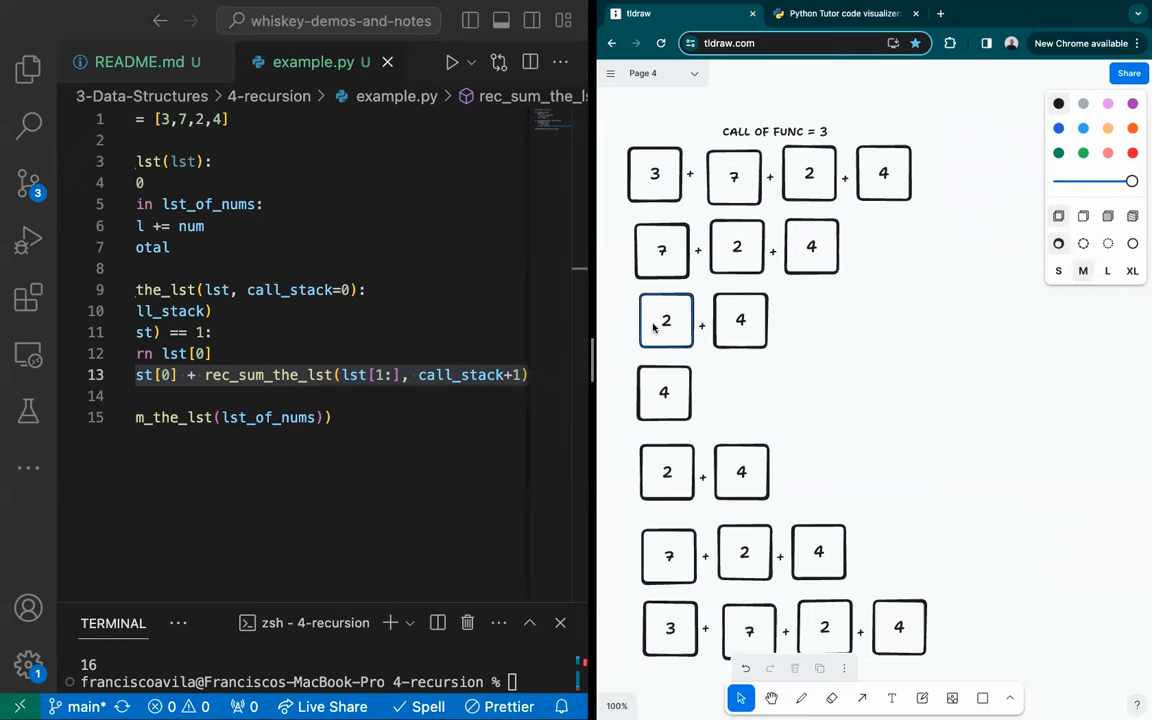 whiskey-demos-and-notes
README.md U
example.py U
3-Data-Structures > 4-recursion > example.py > rec_sum_the_ls
1 = [3,7,2,4]
2
3 lst(lst):
4 0
5 in lst_of_nums:
6 l += num
7 otal
8
9 the_lst(lst, call_stack=0):
10 ll_stack)
11 st) == 1:
12 rn lst[0]
13 st[0] + rec_sum_the_lst(lst[1:], call_stack+1)
14
15 m_the_lst(lst_of_nums))
3
1
TERMINAL
zsh - 4-recursion
16
franciscoavila@Franciscos-MacBook-Pro 4-recursion %
main*
0
0
0
Live Share
Spell
Prettier
tldraw
Python Tutor code visualizer
tldraw.com
New Chrome available
Page 4
Share
CALL OF FUNC = 3
3 + 7 + 2 + 4
7 + 2 + 4
2 + 4
4
2 + 4
7 + 2 + 4
3 + 7 + 2 + 4
S M L XL
100%
?